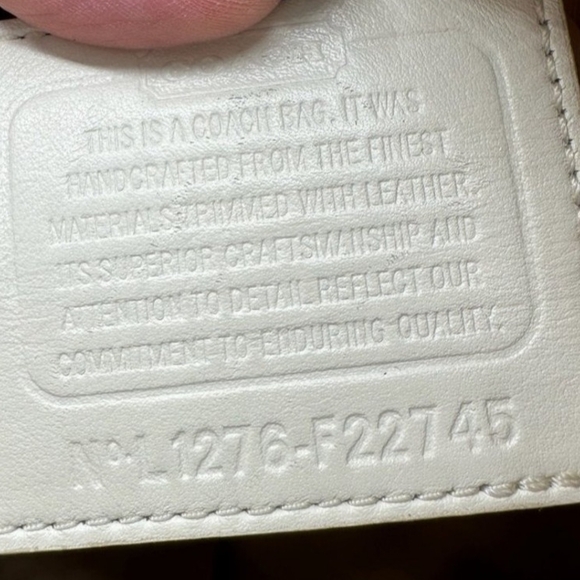 COACH
THIS IS A COACH BAG. IT WAS
HANDCRAFTED FROM THE FINEST
MATERIALS TRIMMED WITH LEATHER.
ITS SUPERIOR CRAFTSMANSHIP AND
ATTENTION TO DETAIL REFLECT OUR
COMMITMENT TO ENDURING QUALITY.
Nº L1276-F22745